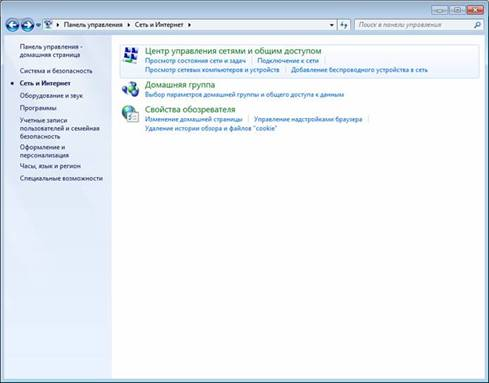 Панель управления
Сеть и Интернет
Поиск в панели управления
Панель управления -
домашняя страница
Система и безопасность
Сеть и Интернет
Оборудование и звук
Программы
Учетные записи
пользователей и семейная
безопасность
Оформление и
персонализация
Часы, язык и регион
Специальные возможности
Центр управления сетями и общим доступом
Просмотр состояния сети и задач
Подключение к сети
Просмотр сетевых компьютеров и устройств
Добавление беспроводного устройства в сеть
Домашняя группа
Выбор параметров домашней группы и общего доступа к данным
Свойства обозревателя
Изменение домашней страницы
Управление надстройками браузера
Удаление истории обзора и файлов "cookie"